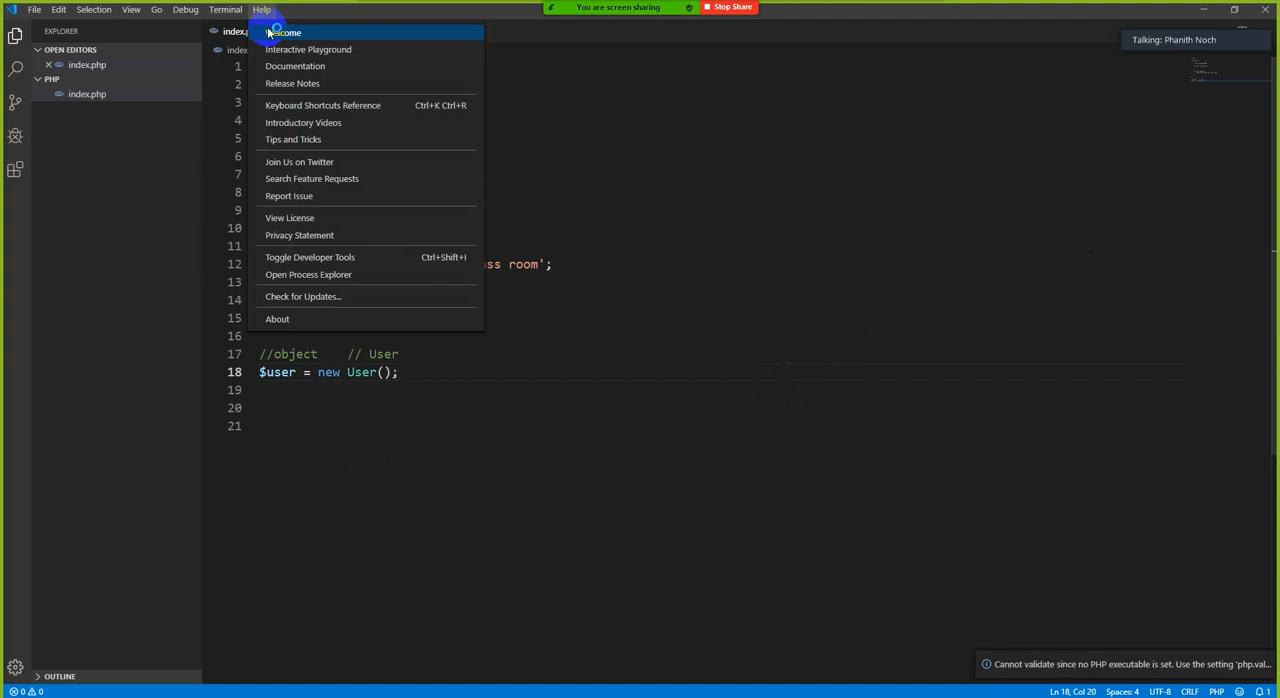 File Edit Selection View Go Debug Terminal Help
You are screen sharing
Stop Share
EXPLORER
Talking: Phanith Noch
OPEN EDITORS
index.php
PHP
index.php
Interactive Playground
Documentation
Release Notes
Keyboard Shortcuts Reference Ctrl+K Ctrl+R
Introductory Videos
Tips and Tricks
Join Us on Twitter
Search Feature Requests
Report Issue
View License
Privacy Statement
Toggle Developer Tools Ctrl+Shift+I
Open Process Explorer
Check for Updates...
About
1
2
3
4
5
6
7
8
9
10
11
12 room';
13
14
15
16
17 //object // User
18 $user = new User();
19
20
21
Cannot validate since no PHP executable is set. Use the setting 'php.val...
OUTLINE
0 0 Ln 18, Col 20 Spaces: 4 UTF-8 CRLF PHP 1